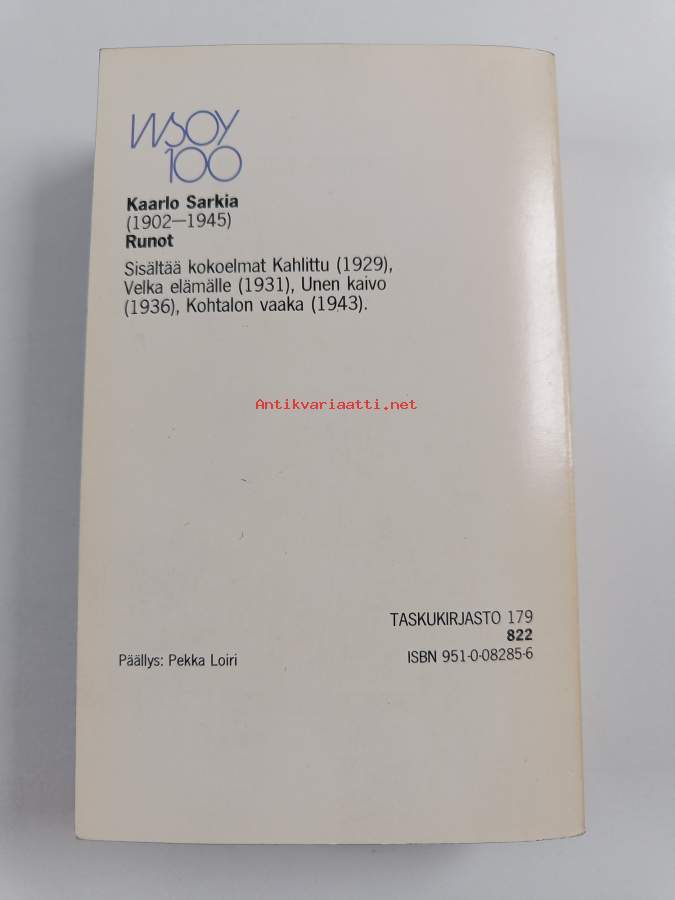 WSOY
100
Kaarlo Sarkia
(1902—1945)
Runot
Sisältää kokoelmat Kahlittu (1929),
Velka elämälle (1931), Unen kaivo
(1936), Kohtalon vaaka (1943).
Antikvariaatti.net
TASKUKIRJASTO 179
822
Päällys: Pekka Loiri
ISBN 951-0-08285-6